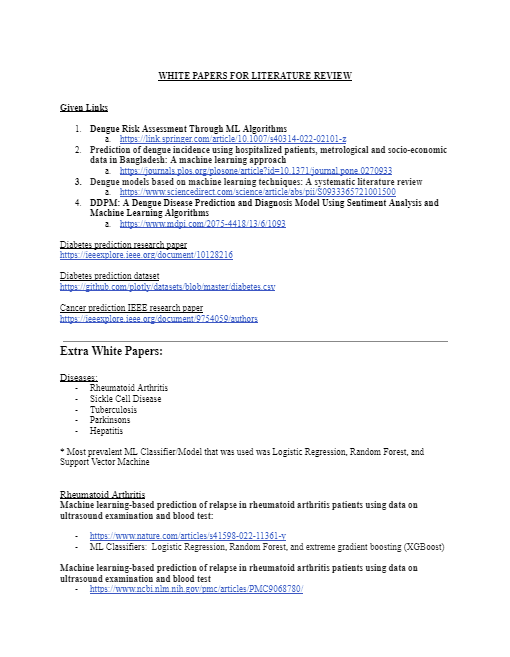 WHITE PAPERS FOR LITERATURE REVIEW
Given Links
1. Dengue Risk Assessment Through ML Algorithms
a. https://link.springer.com/article/10.1007/s40314-022-02101-z
2. Prediction of dengue incidence using hospitalized patients, metrological and socio-economic
data in Bangladesh: A machine learning approach
a. https://journals.plos.org/plosone/article?id=10.1371/journal.pone.0270933
3. Dengue models based on machine learning techniques: A systematic literature review
a. https://www.sciencedirect.com/science/article/abs/pii/S0933365721001500
4. DDPM: A Dengue Disease Prediction and Diagnosis Model Using Sentiment Analysis and
Machine Learning Algorithms
a. https://www.mdpi.com/2075-4418/13/6/1093
Diabetes prediction research paper
https://ieeexplore.ieee.org/document/10128216
Diabetes prediction dataset
https://github.com/plotly/datasets/blob/master/diabetes.csv
Cancer prediction IEEE research paper
https://ieeexplore.ieee.org/document/9754059/authors
Extra White Papers:
Diseases:
- Rheumatoid Arthritis
- Sickle Cell Disease
- Tuberculosis
- Parkinsons
- Hepatitis
* Most prevalent ML Classifier/Model that was used was Logistic Regression, Random Forest, and
Support Vector Machine
Rheumatoid Arthritis
Machine learning-based prediction of relapse in rheumatoid arthritis patients using data on
ultrasound examination and blood test:
- https://www.nature.com/articles/s41598-022-11361-y
- ML Classifiers: Logistic Regression, Random Forest, and extreme gradient boosting (XGBoost)
Machine learning-based prediction of relapse in rheumatoid arthritis patients using data on
ultrasound examination and blood test
- https://www.ncbi.nlm.nih.gov/pmc/articles/PMC9068780/